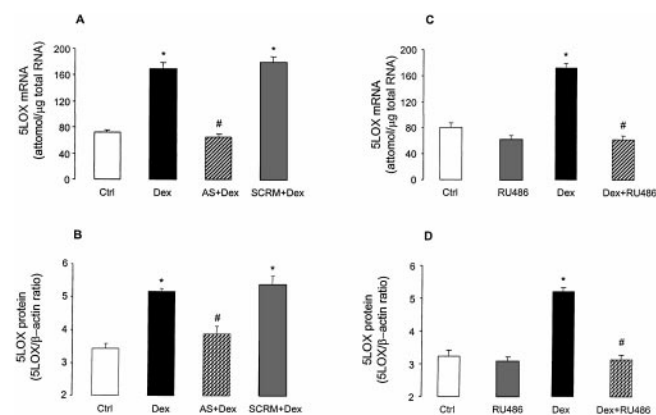 A
5LOX mRNA
(attomol/µg total RNA)
200
160
120
80
40
0
*
#
*
Ctrl Dex AS+Dex SCRM+Dex
C
5LOX mRNA
(attomol/µg total RNA)
200
160
120
80
40
0
*
#
Ctrl RU486 Dex Dex+RU486
B
5LOX protein
(5LOX/β-actin ratio)
6
5
4
3
2
*
#
*
Ctrl Dex AS+Dex SCRM+Dex
D
5LOX protein
(5LOX/β-actin ratio)
6
5
4
3
2
*
#
Ctrl RU486 Dex Dex+RU486